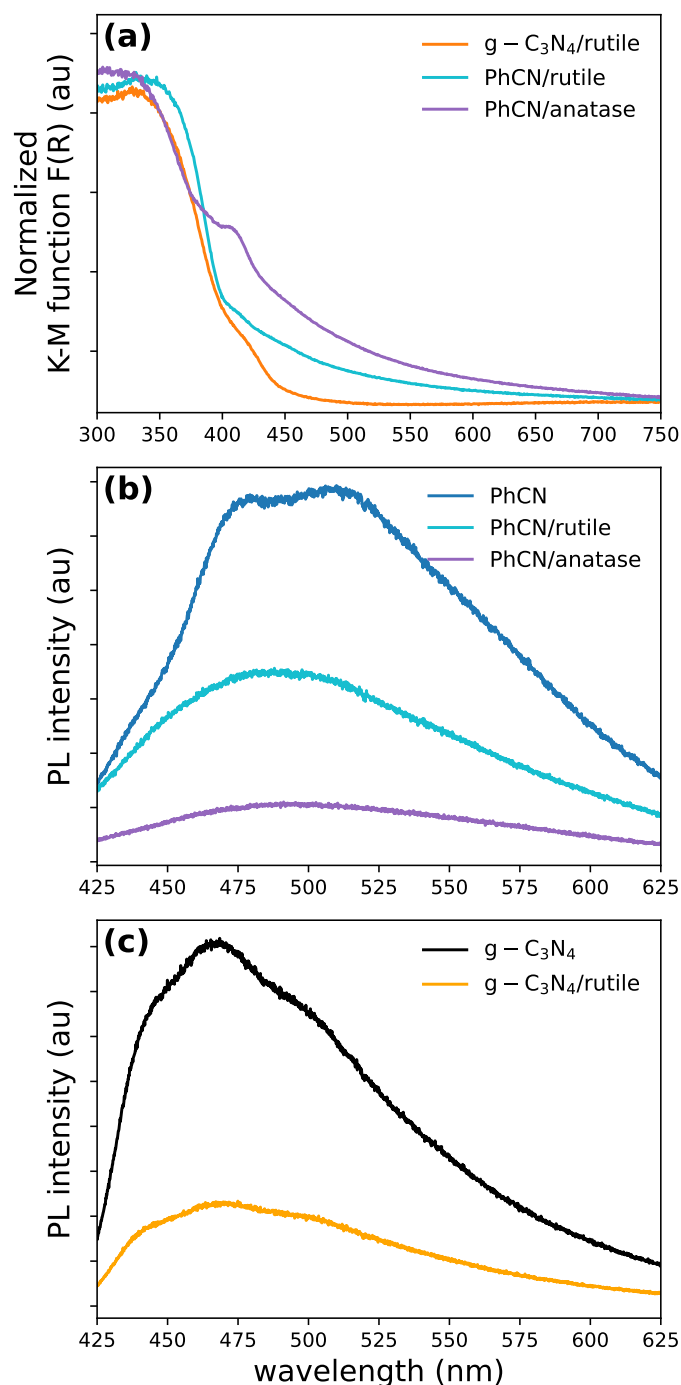 (a)
g − C₃N₄/rutile
PhCN/rutile
PhCN/anatase
Normalized
K-M function F(R) (au)
300 350 400 450 500 550 600 650 700 750
(b)
PhCN
PhCN/rutile
PhCN/anatase
PL intensity (au)
425 450 475 500 525 550 575 600 625
(c)
g − C₃N₄
g − C₃N₄/rutile
PL intensity (au)
425 450 475 500 525 550 575 600 625
wavelength (nm)